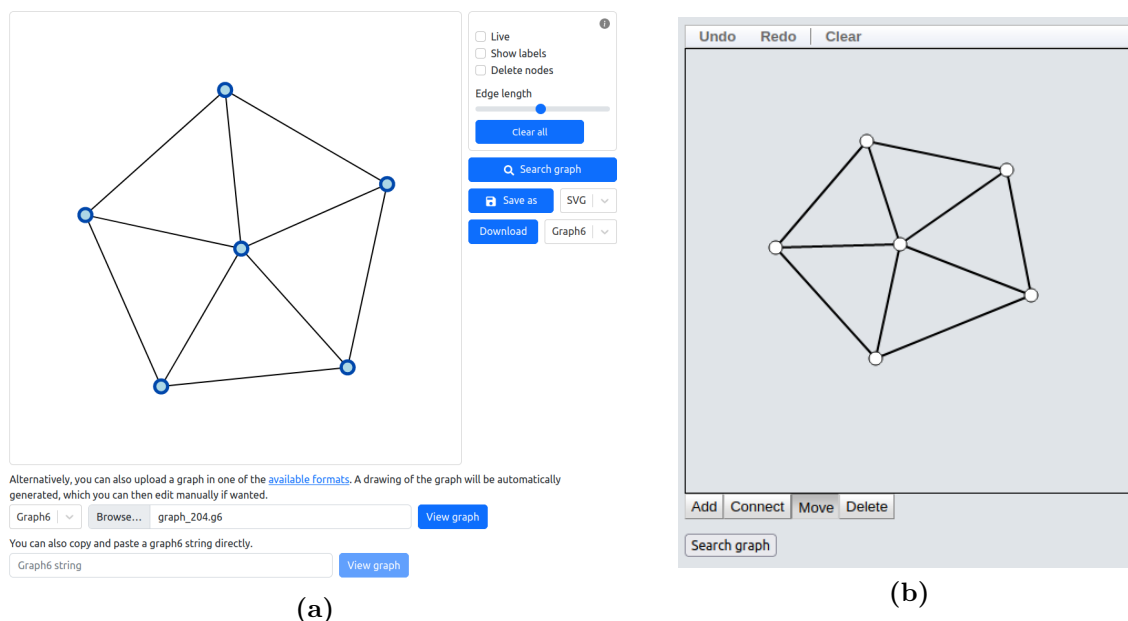 Live
Show labels
Delete nodes
Edge length
Clear all
Search graph
Save as SVG
Download Graph6
Alternatively, you can also upload a graph in one of the available formats. A drawing of the graph will be automatically
generated, which you can then edit manually if wanted.
Graph6 Browse... graph_204.g6 View graph
You can also copy and paste a graph6 string directly.
Graph6 string View graph
(a)
Undo Redo Clear
Add Connect Move Delete
Search graph
(b)